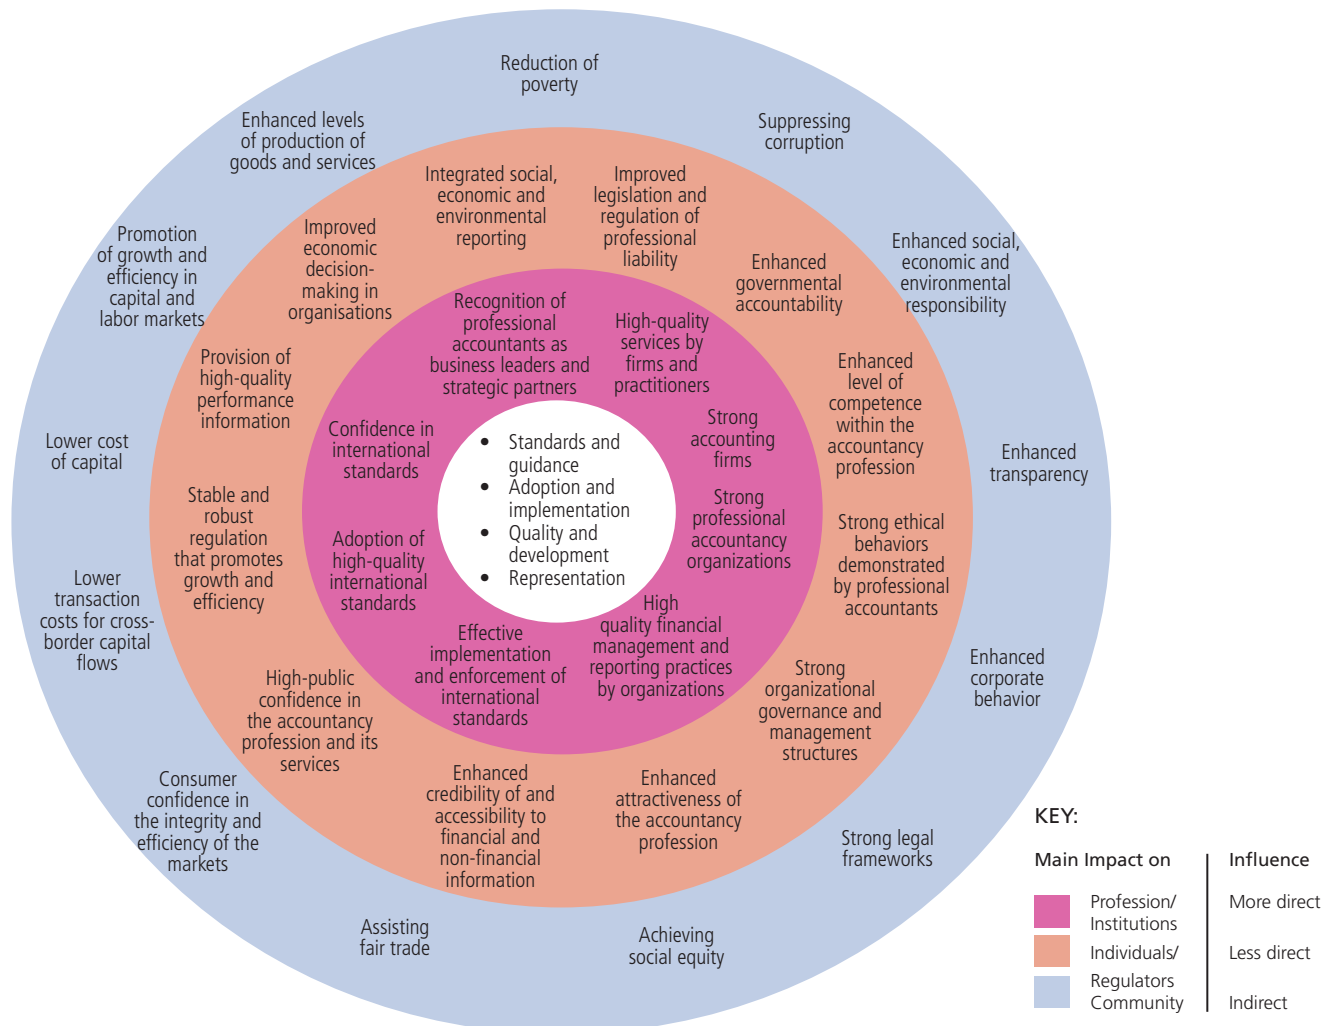 Reduction of
poverty
Suppressing
corruption
Enhanced social,
economic and
environmental
responsibility
Enhanced
transparency
Enhanced
corporate
behavior
Strong legal
frameworks
Achieving
social equity
Assisting
fair trade
Consumer
confidence in
the integrity and
efficiency of the
markets
Lower
transaction
costs for cross-
border capital
flows
Lower cost
of capital
Promotion
of growth and
efficiency in
capital and
labor markets
Enhanced levels
of production of
goods and services
Integrated social,
economic and
environmental
reporting
Improved
legislation and
regulation of
professional
liability
Enhanced
governmental
accountability
Enhanced
level of
competence
within the
accountancy
profession
Strong ethical
behaviors
demonstrated
by professional
accountants
Strong
organizational
governance and
management
structures
Enhanced
attractiveness of
the accountancy
profession
Enhanced
credibility of and
accessibility to
financial and
non-financial
information
High-public
confidence in
the accountancy
profession and its
services
Stable and
robust
regulation
that promotes
growth and
efficiency
Provision of
high-quality
performance
information
Improved
economic
decision-
making in
organisations
Recognition of
professional
accountants as
business leaders and
strategic partners
High-quality
services by
firms and
practitioners
Strong
accounting
firms
Strong
professional
accountancy
organizations
High
quality financial
management and
reporting practices
by organizations
Effective
implementation
and enforcement of
international
standards
Adoption of
high-quality
international
standards
Confidence in
international
standards
• Standards and
guidance
• Adoption and
implementation
• Quality and
development
• Representation
KEY:
Main Impact on Influence
Profession/
Institutions
More direct
Individuals/ Less direct
Regulators
Community
Indirect